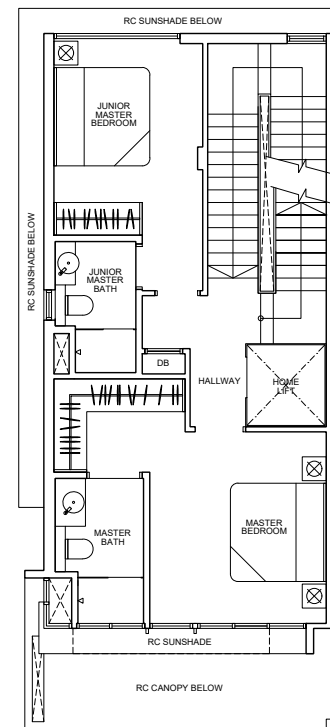 RC SUNSHADE BELOW
JUNIOR
MASTER
BEDROOM
RC SUNSHADE BELOW
JUNIOR
MASTER
BATH
DB
HALLWAY
HOME
LIFT
MASTER
BATH
MASTER
BEDROOM
RC SUNSHADE
RC CANOPY BELOW